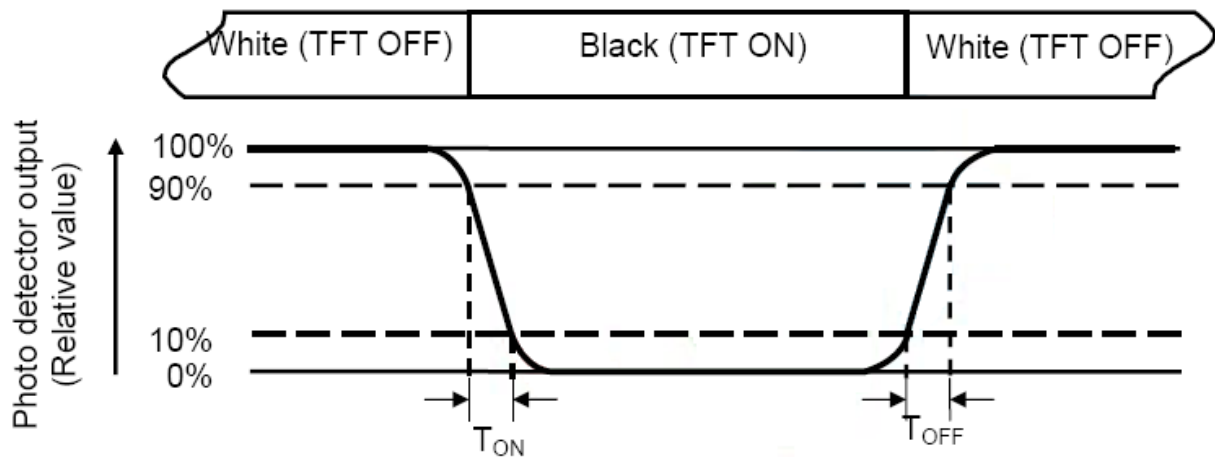 White (TFT OFF)
Black (TFT ON)
White (TFT OFF)
Photo detector output
(Relative value)
100%
90%
10%
0%
TON
TOFF